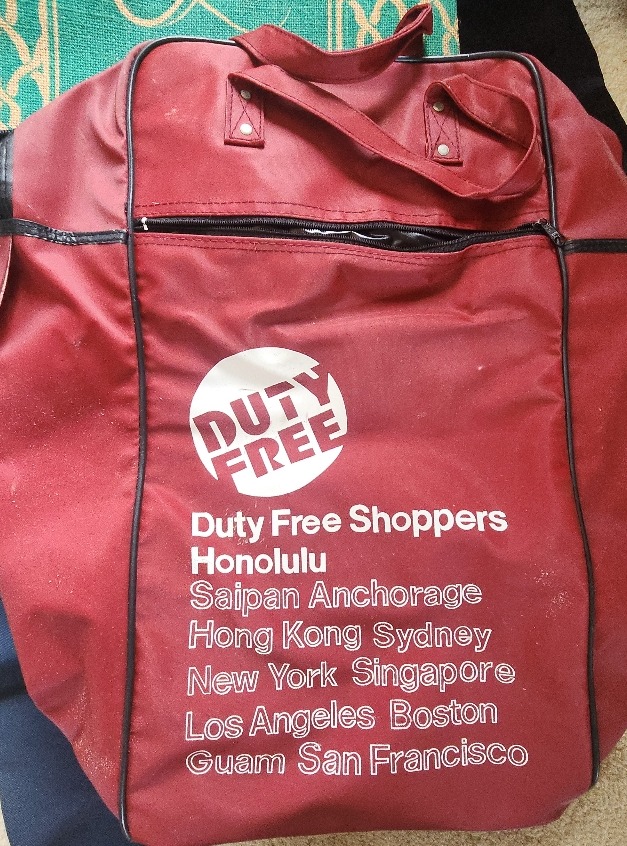 DUTY
FREE
Duty Free Shoppers
Honolulu
Saipan Anchorage
Hong Kong Sydney
New York Singapore
Los Angeles Boston
Guam San Francisco